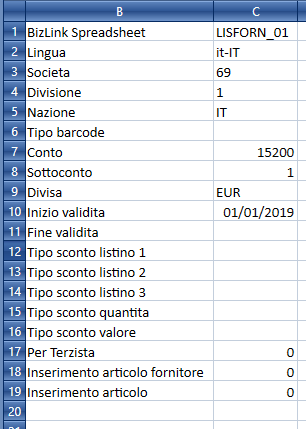 B C
1 BizLink Spreadsheet LISFORN_01
2 Lingua it-IT
3 Societa 69
4 Divisione 1
5 Nazione IT
6 Tipo barcode
7 Conto 15200
8 Sottoconto 1
9 Divisa EUR
10 Inizio validita 01/01/2019
11 Fine validita
12 Tipo sconto listino 1
13 Tipo sconto listino 2
14 Tipo sconto listino 3
15 Tipo sconto quantita
16 Tipo sconto valore
17 Per Terzista 0
18 Inserimento articolo fornitore 0
19 Inserimento articolo 0
20